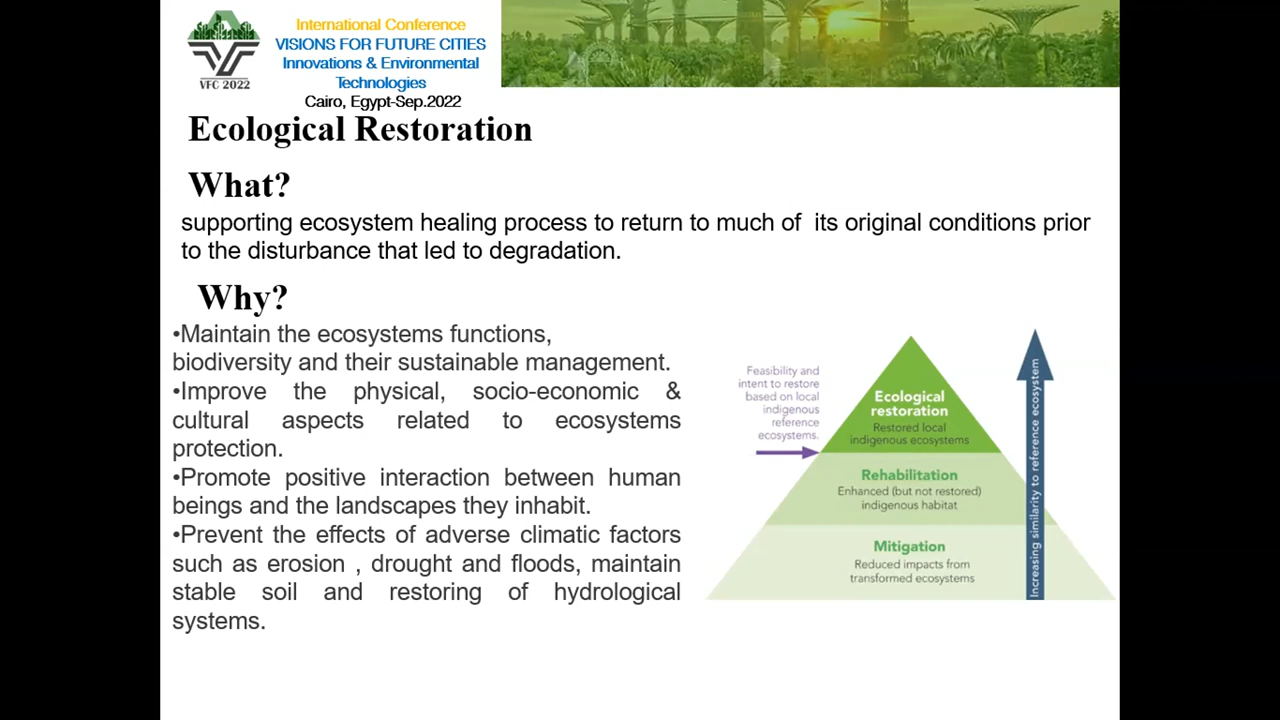 International Conference
VISIONS FOR FUTURE CITIES
Innovations & Environmental
Technologies
Cairo, Egypt-Sep.2022
VFC 2022
Ecological Restoration
What?
supporting ecosystem healing process to return to much of its original conditions prior
to the disturbance that led to degradation.
Why?
•Maintain the ecosystems functions,
biodiversity and their sustainable management.
•Improve the physical, socio-economic &
cultural aspects related to ecosystems
protection.
•Promote positive interaction between human
beings and the landscapes they inhabit.
•Prevent the effects of adverse climatic factors
such as erosion , drought and floods, maintain
stable soil and restoring of hydrological
systems.
Feasibility and
intent to restore
based on local
indigenous
reference
ecosystems.
Ecological
restoration
Restored local
indigenous ecosystems
Rehabilitation
Enhanced (but not restored)
indigenous habitat
Mitigation
Reduced impacts from
transformed ecosystems
Increasing similarity to reference ecosystem